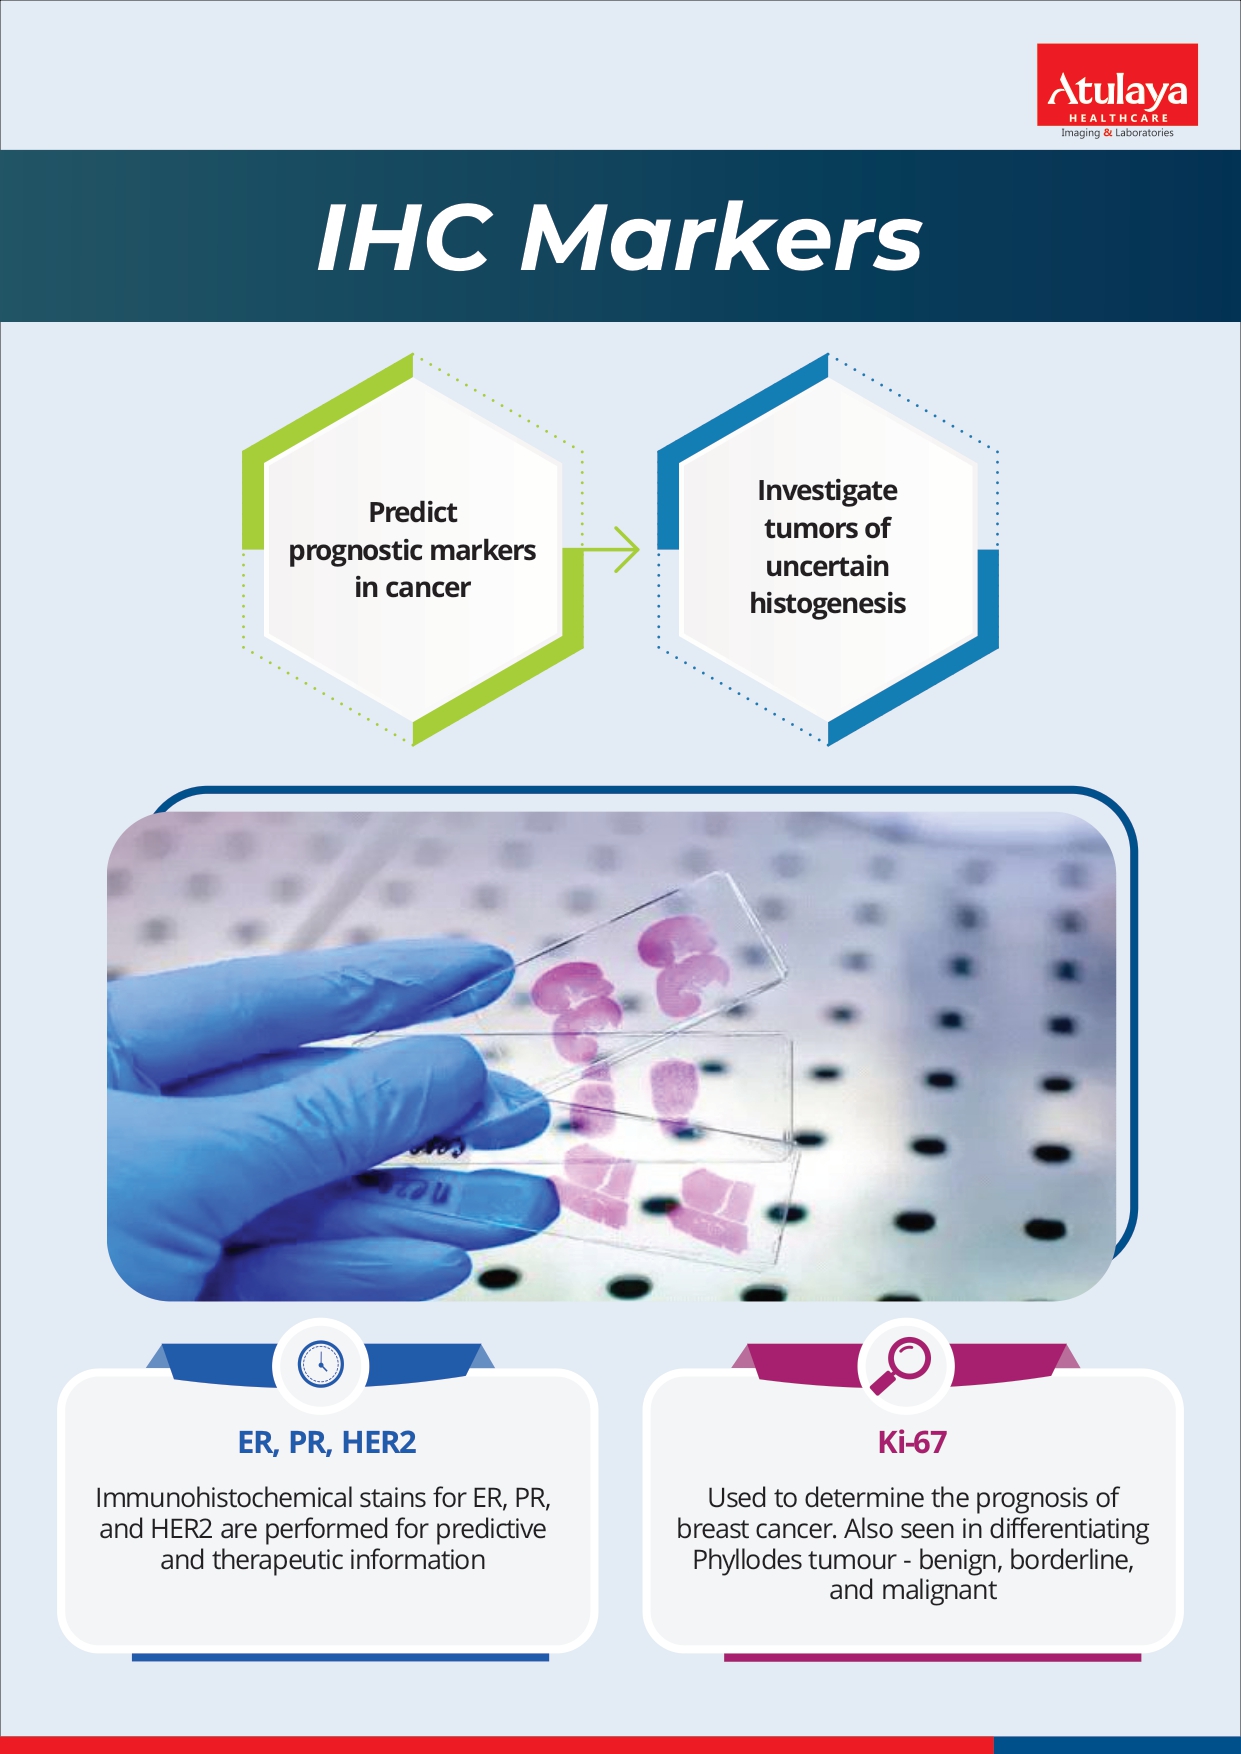 Atulaya
HEALTHCARE
Imaging & Laboratories
IHC Markers
Predict
prognostic markers
in cancer
Investigate
tumors of
uncertain
histogenesis
ER, PR, HER2
Immunohistochemical stains for ER, PR,
and HER2 are performed for predictive
and therapeutic information
Ki-67
Used to determine the prognosis of
breast cancer. Also seen in differentiating
Phyllodes tumour - benign, borderline,
and malignant